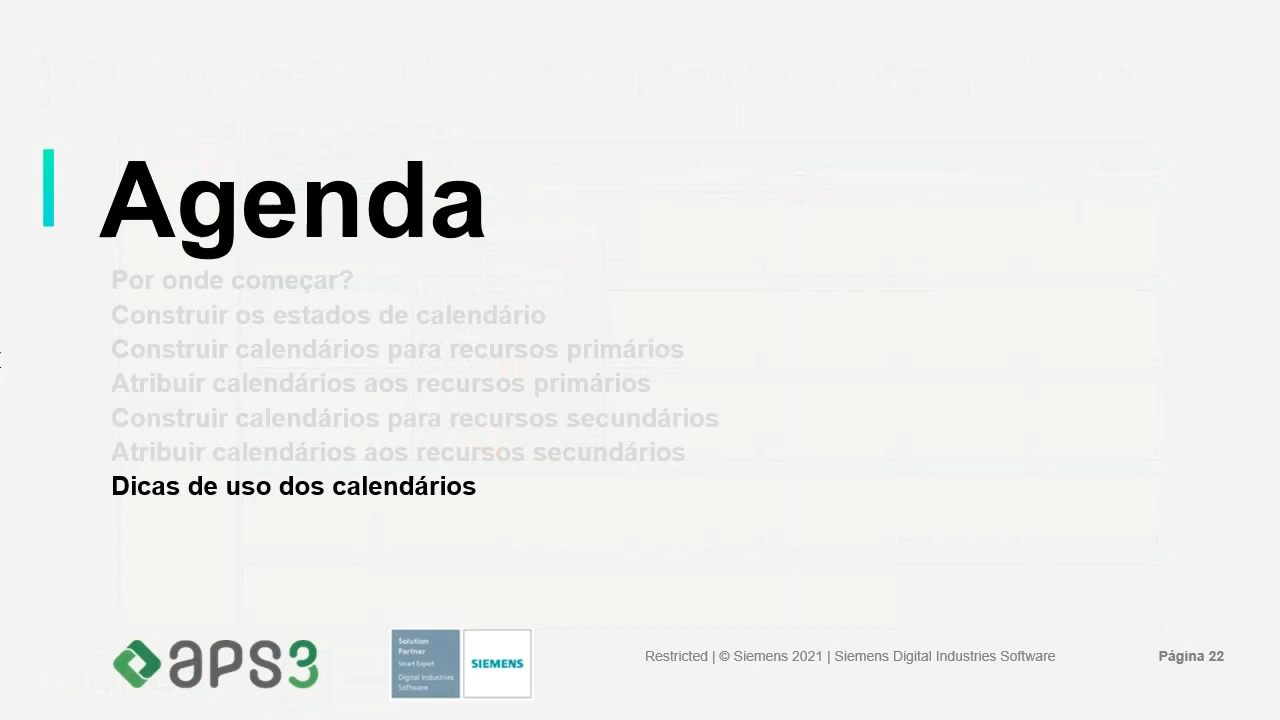 Agenda
Por onde começar?
Construir os estados de calendário
Construir calendários para recursos primários
Atribuir calendários aos recursos primários
Construir calendários para recursos secundários
Atribuir calendários aos recursos secundários
Dicas de uso dos calendários
aps3
Solution
Partner
Smart Expert
Digital Industries
Software
SIEMENS
Restricted | © Siemens 2021 | Siemens Digital Industries Software
Página 22